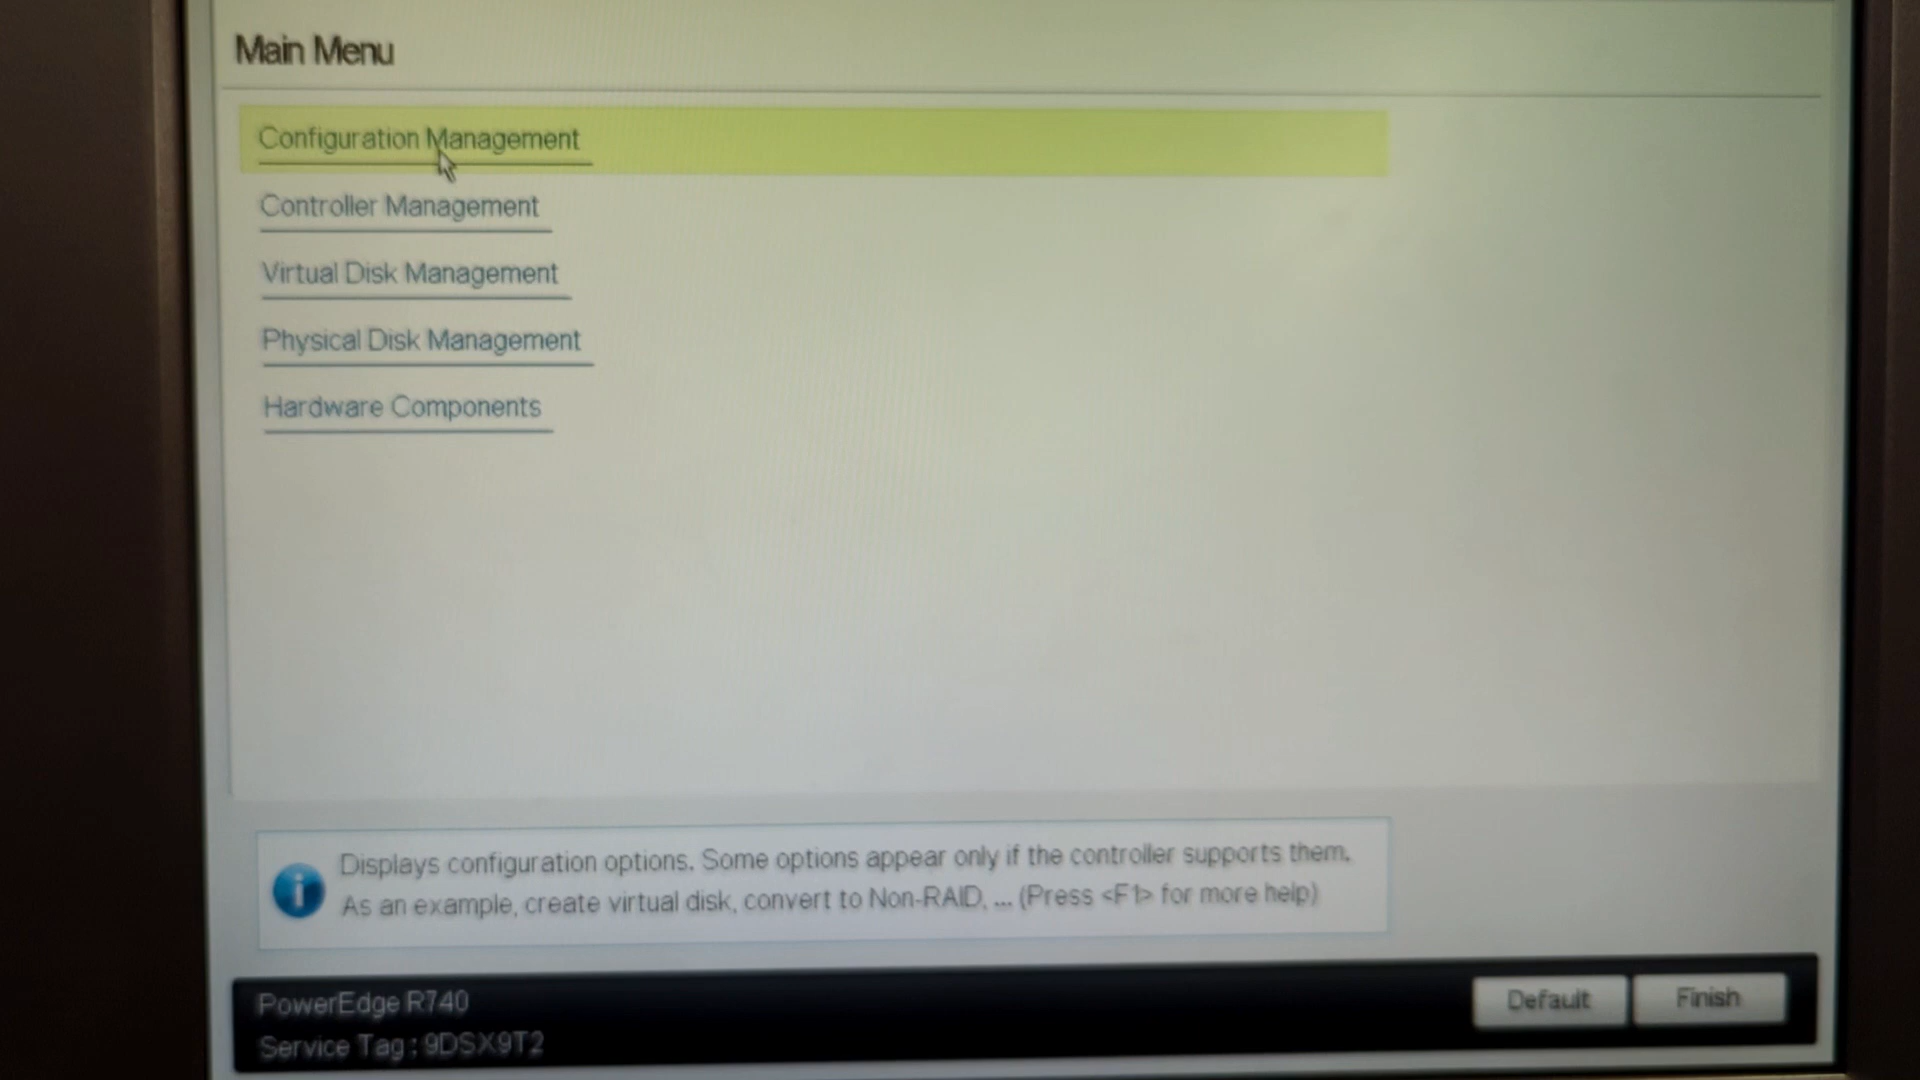 Main Menu
Configuration Management
Controller Management
Virtual Disk Management
Physical Disk Management
Hardware Components
Displays configuration options. Some options appear only if the controller supports them.
As an example, create virtual disk, convert to Non-RAID, ... (Press <F1> for more help)
PowerEdge R740
Service Tag : 9DSX9T2
Default
Finish